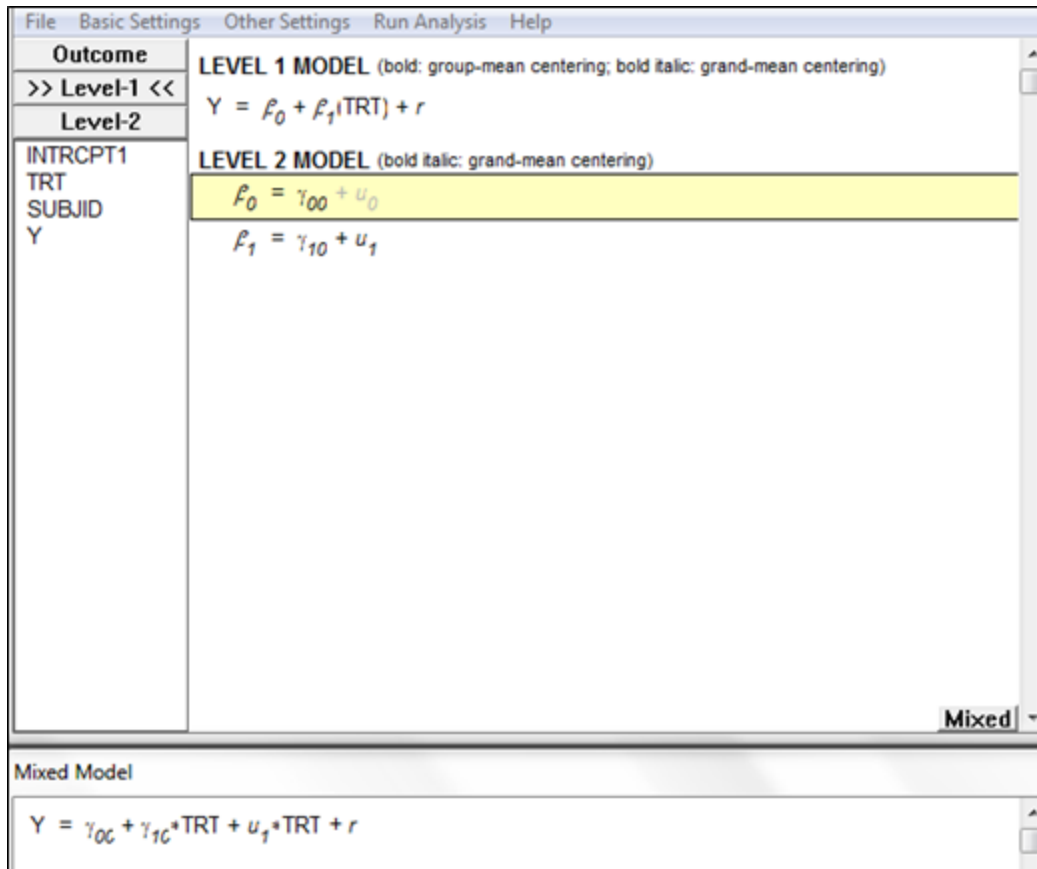 File Basic Settings Other Settings Run Analysis Help
Outcome
>> Level-1 <<
Level-2
INTRCPT1
TRT
SUBJID
Y
LEVEL 1 MODEL (bold: group-mean centering; bold italic: grand-mean centering)
Y = β₀ + β₁(TRT) + r
LEVEL 2 MODEL (bold italic: grand-mean centering)
β₀ = γ₀₀ + u₀
β₁ = γ₁₀ + u₁
Mixed
Mixed Model
Y = γ₀₀ + γ₁₀*TRT + u₁*TRT + r